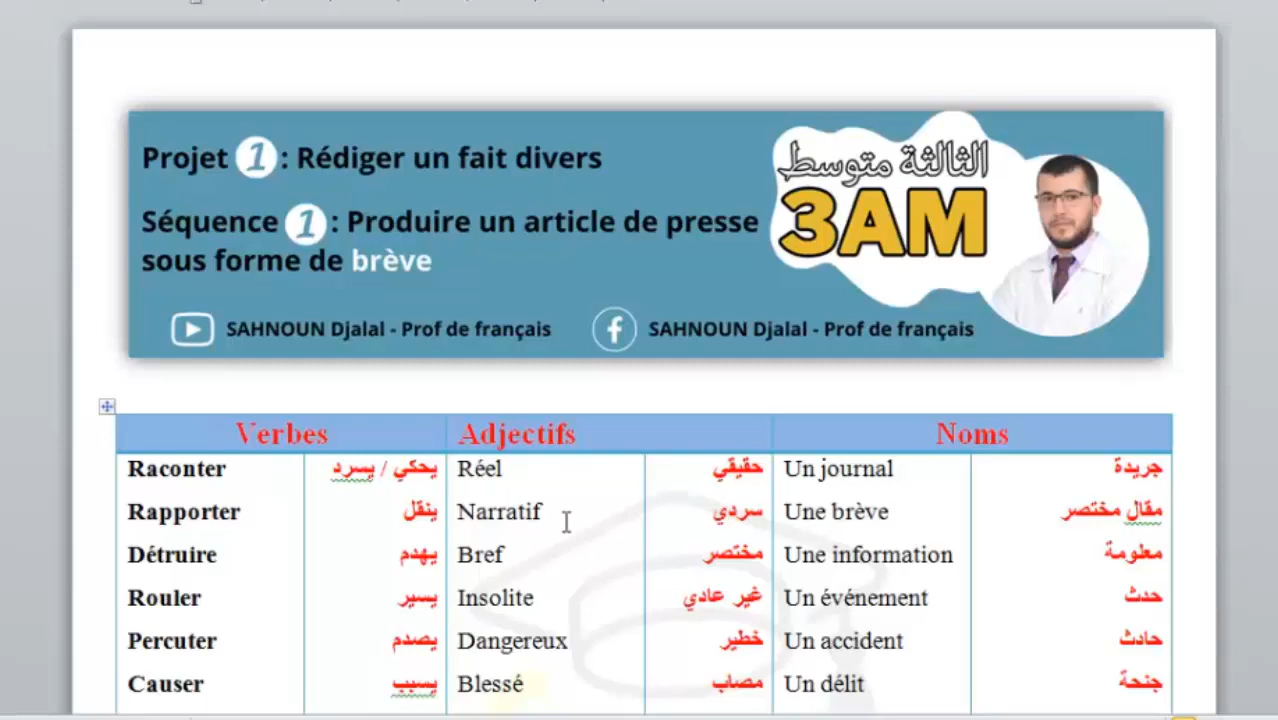 Projet 1 : Rédiger un fait divers
Séquence 1 : Produire un article de presse
sous forme de brève
الثالثة متوسط
3AM
SAHNOUN Djalal - Prof de français
SAHNOUN Djalal - Prof de français
Verbes Adjectifs Noms
Raconter يحكي / يسرد Réel حقيقي Un journal جريدة
Rapporter ينقل Narratif سردي Une brève مقال مختصر
Détruire يهدم Bref مختصر Une information معلومة
Rouler يسير Insolite غير عادي Un événement حدث
Percuter يصدم Dangereux خطير Un accident حادث
Causer يسبب Blessé مصاب Un délit جنحة